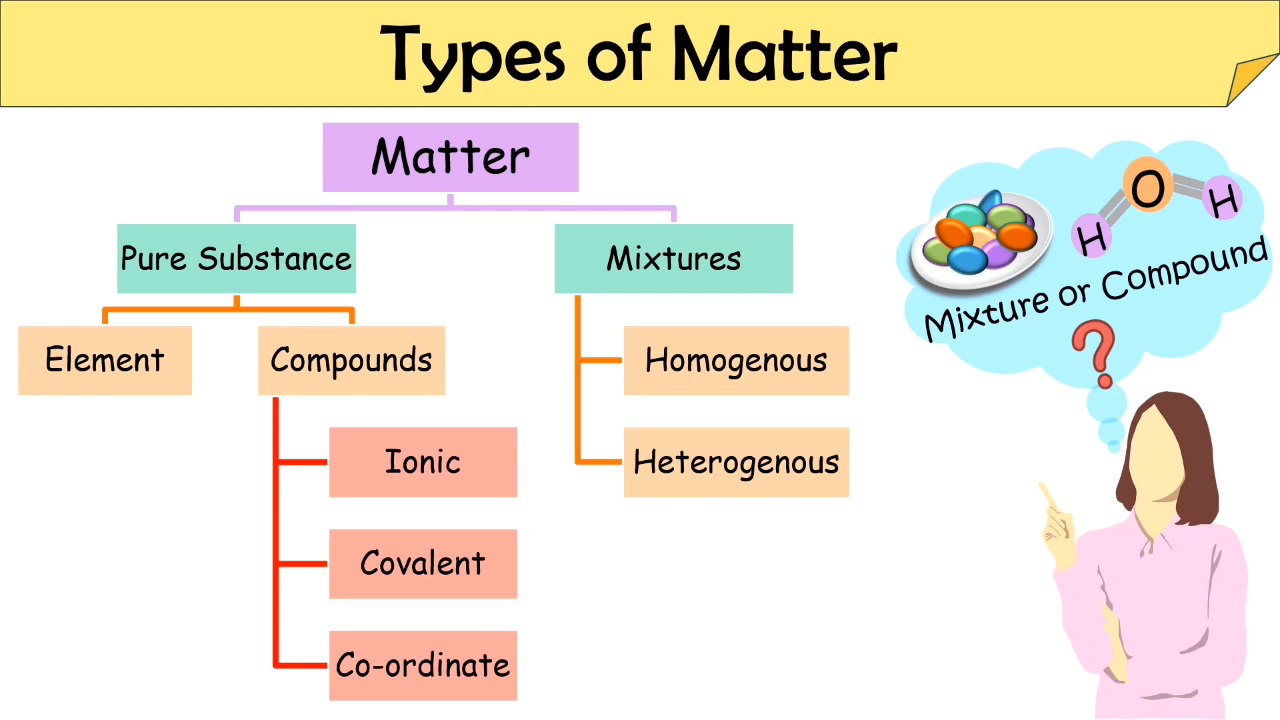 Types of Matter
Matter
Pure Substance
Mixtures
Element
Compounds
Homogenous
Heterogenous
Ionic
Covalent
Co-ordinate
O
H
H
Mixture or Compound
?